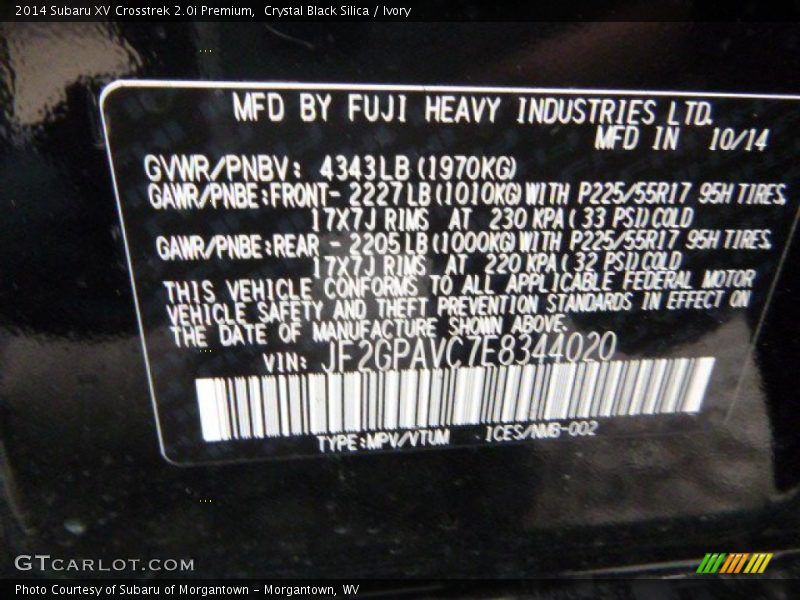 2014 Subaru XV Crosstrek 2.0i Premium,  Crystal Black Silica / Ivory
MFD BY FUJI HEAVY INDUSTRIES LTD.
MFD IN 10/14
GVWR/PNBV: 4343LB(1970KG)
GAWR/PNBE:FRONT- 2227LB(1010KG)WITH P225/55R17 95H TIRES,
17X7J RIMS AT 230 KPA(33 PSI)COLD
GAWR/PNBE:REAR - 2205LB(1000KG)WITH P225/55R17 95H TIRES,
17X7J RIMS AT 220 KPA(32 PSI)COLD
THIS VEHICLE CONFORMS TO ALL APPLICABLE FEDERAL MOTOR
VEHICLE SAFETY AND THEFT PREVENTION STANDARDS IN EFFECT ON
THE DATE OF MANUFACTURE SHOWN ABOVE.
VIN: JF2GPAVC7E8344020
TYPE:MPV/VTUM ICES/NMB-002
GTCARLOT.COM
Photo Courtesy of Subaru of Morgantown - Morgantown, WV